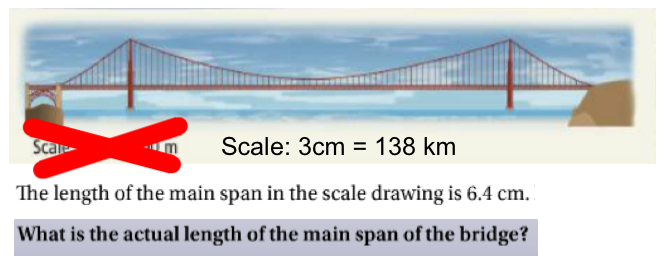 Scale m
Scale: 3cm = 138 km
The length of the main span in the scale drawing is 6.4 cm.
What is the actual length of the main span of the bridge?